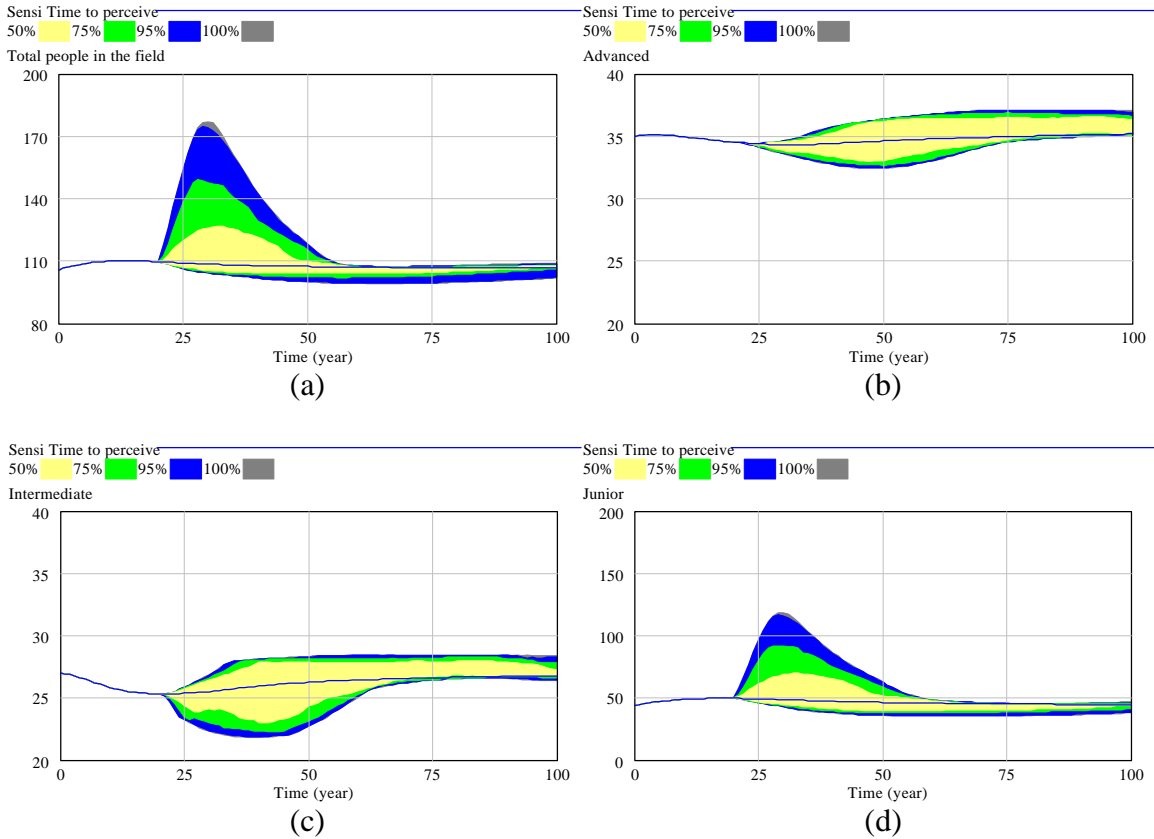 Sensi Time to perceive
50% 75% 95% 100%
Total people in the field
200
170
140
110
80
0 25 50 75 100
Time (year)
(a)
Sensi Time to perceive
50% 75% 95% 100%
Advanced
40
35
30
25
20
0 25 50 75 100
Time (year)
(b)
Sensi Time to perceive
50% 75% 95% 100%
Intermediate
40
35
30
25
20
0 25 50 75 100
Time (year)
(c)
Sensi Time to perceive
50% 75% 95% 100%
Junior
200
150
100
50
0
0 25 50 75 100
Time (year)
(d)